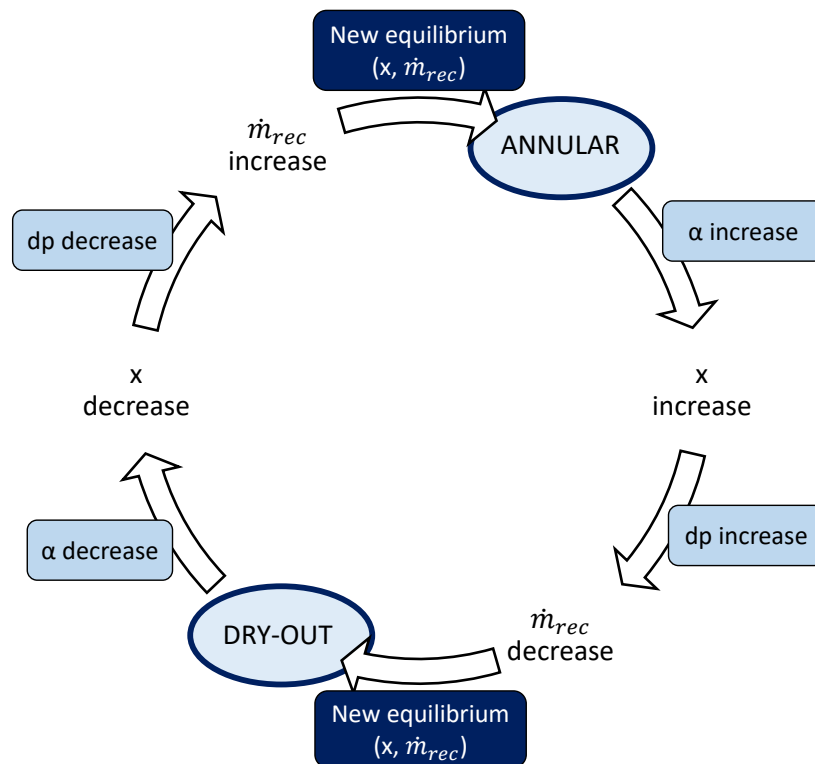 New equilibrium
(x, ṁ_rec)
ṁ_rec
increase
ANNULAR
dp decrease
α increase
x
decrease
x
increase
α decrease
dp increase
DRY-OUT
ṁ_rec
decrease
New equilibrium
(x, ṁ_rec)